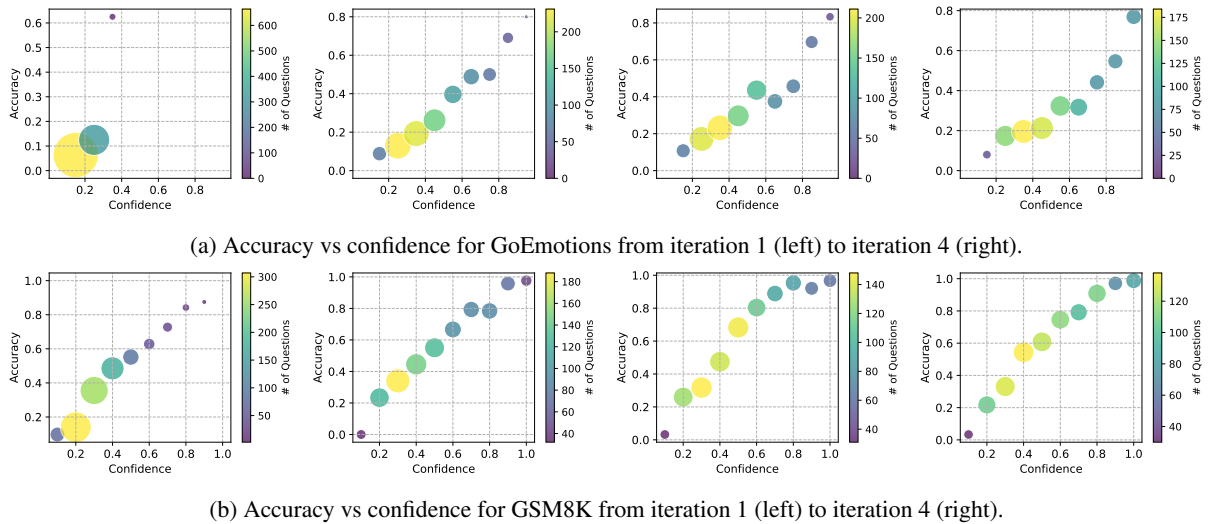 0.6
0.5
0.4
0.3
0.2
0.1
0.0
Accuracy
0.2 0.4 0.6 0.8
Confidence
600
500
400
300
200
100
0
# of Questions
0.8
0.6
0.4
0.2
0.0
Accuracy
0.2 0.4 0.6 0.8
Confidence
200
150
100
50
0
# of Questions
0.8
0.6
0.4
0.2
0.0
Accuracy
0.2 0.4 0.6 0.8
Confidence
200
150
100
50
0
# of Questions
0.8
0.6
0.4
0.2
0.0
Accuracy
0.2 0.4 0.6 0.8
Confidence
175
150
125
100
75
50
25
0
# of Questions
(a) Accuracy vs confidence for GoEmotions from iteration 1 (left) to iteration 4 (right).
1.0
0.8
0.6
0.4
0.2
Accuracy
0.2 0.4 0.6 0.8 1.0
Confidence
300
250
200
150
100
50
# of Questions
1.0
0.8
0.6
0.4
0.2
0.0
Accuracy
0.2 0.4 0.6 0.8 1.0
Confidence
180
160
140
120
100
80
60
40
# of Questions
1.0
0.8
0.6
0.4
0.2
0.0
Accuracy
0.2 0.4 0.6 0.8 1.0
Confidence
140
120
100
80
60
40
# of Questions
1.0
0.8
0.6
0.4
0.2
0.0
Accuracy
0.2 0.4 0.6 0.8 1.0
Confidence
120
100
80
60
40
# of Questions
(b) Accuracy vs confidence for GSM8K from iteration 1 (left) to iteration 4 (right).